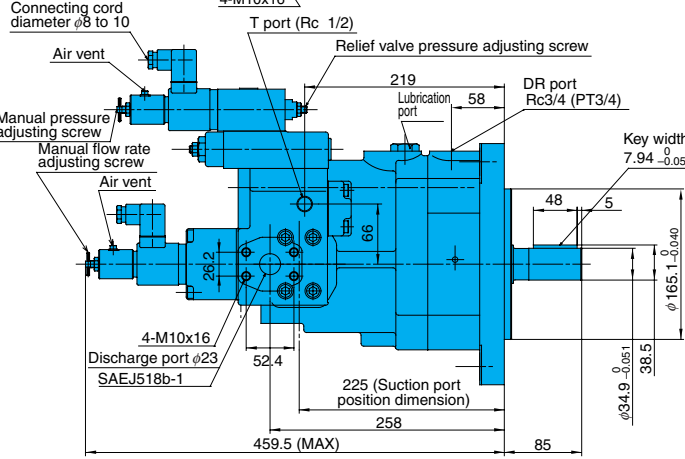 4-M10x16
Connecting cord
diameter φ8 to 10
T port (Rc 1/2)
Air vent
Relief valve pressure adjusting screw
219
DR port
Rc3/4 (PT3/4)
58
Lubrication
port
Manual pressure
adjusting screw
Key width
7.94 0 -0.05
Manual flow rate
adjusting screw
Air vent
48
5
66
26.2
φ165.1 0 -0.040
4-M10x16
52.4
Discharge port φ23
SAEJ518b-1
38.5
φ34.9 0 -0.051
225 (Suction port
position dimension)
258
459.5 (MAX)
85